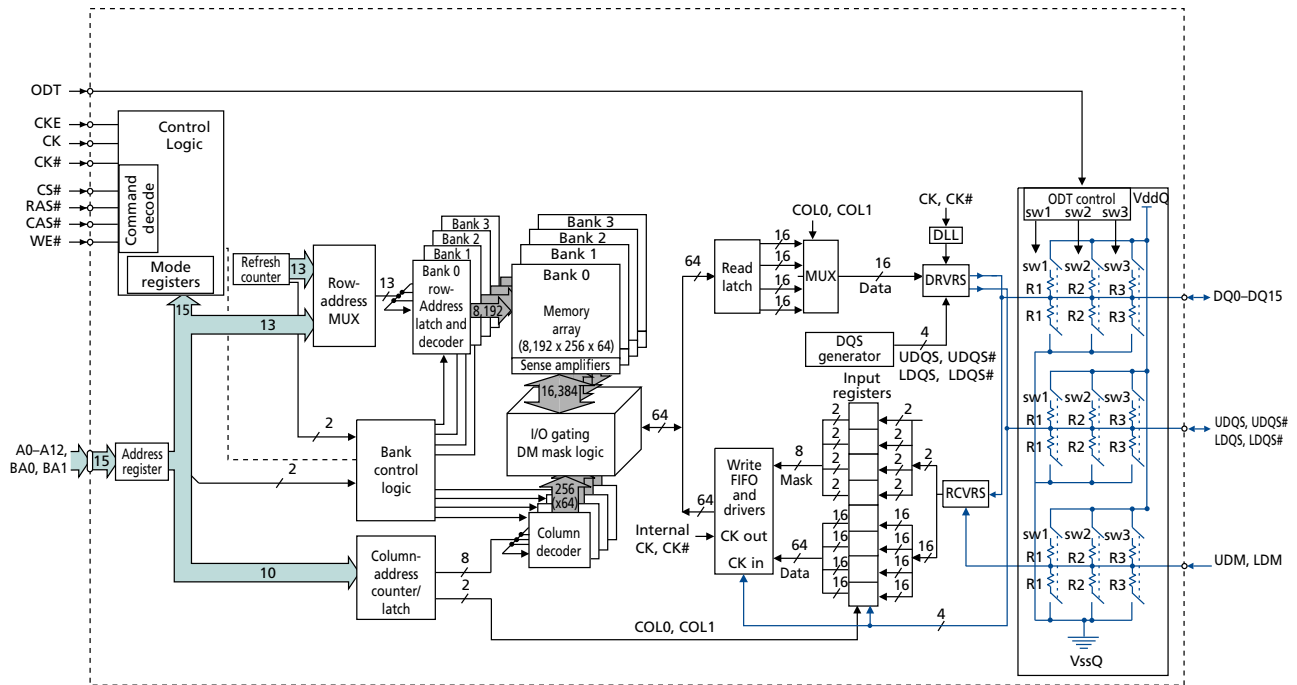 ODT
CKE
CK
CK#
CS#
RAS#
CAS#
WE#
Control
Logic
Command
decode
Mode
registers
15
Refresh
counter
13
13
Row-
address
MUX
13
Bank 3
Bank 2
Bank 1
Bank 0
row-
Address
latch and
decoder
8,192
Bank 3
Bank 2
Bank 1
Bank 0
Memory
array
(8,192 x 256 x 64)
Sense amplifiers
16,384
I/O gating
DM mask logic
256
(x64)
Column
decoder
A0–A12,
BA0, BA1
15
Address
register
2
2
Bank
control
logic
10
Column-
address
counter/
latch
8
2
COL0, COL1
64
64
64
Read
latch
16
16
16
16
COL0, COL1
MUX
16
Data
CK, CK#
DLL
DRVRS
DQS
generator
4
UDQS, UDQS#
LDQS, LDQS#
Input
registers
2
2
2
2
2
2
2
2
2
8
Mask
Write
FIFO
and
drivers
CK out
CK in
Internal
CK, CK#
64
Data
16
16
16
16
16
16
16
16
16
RCVRS
4
ODT control
sw1 sw2 sw3
VddQ
sw1 sw2 sw3
R1 R2 R3
R1 R2 R3
sw1 sw2 sw3
R1 R2 R3
R1 R2 R3
sw1 sw2 sw3
R1 R2 R3
R1 R2 R3
VssQ
DQ0–DQ15
UDQS, UDQS#
LDQS, LDQS#
UDM, LDM